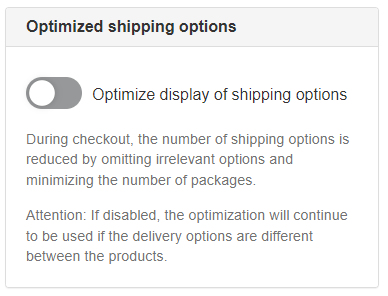 Optimized shipping options
Optimize display of shipping options
During checkout, the number of shipping options is
reduced by omitting irrelevant options and
minimizing the number of packages.
Attention: If disabled, the optimization will continue
to be used if the delivery options are different
between the products.